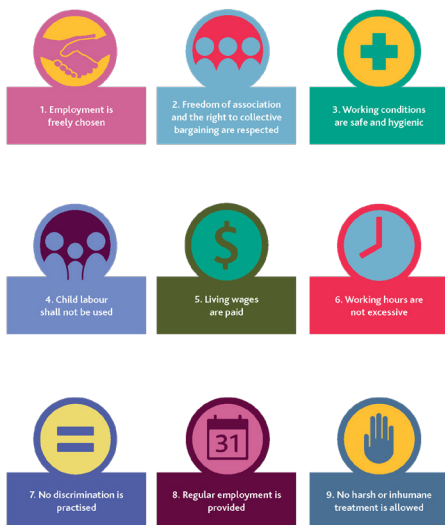 1. Employment is
freely chosen
2. Freedom of association
and the right to collective
bargaining are respected
3. Working conditions
are safe and hygienic
4. Child labour
shall not be used
$
5. Living wages
are paid
6. Working hours are
not excessive
7. No discrimination is
practised
31
8. Regular employment is
provided
9. No harsh or inhumane
treatment is allowed